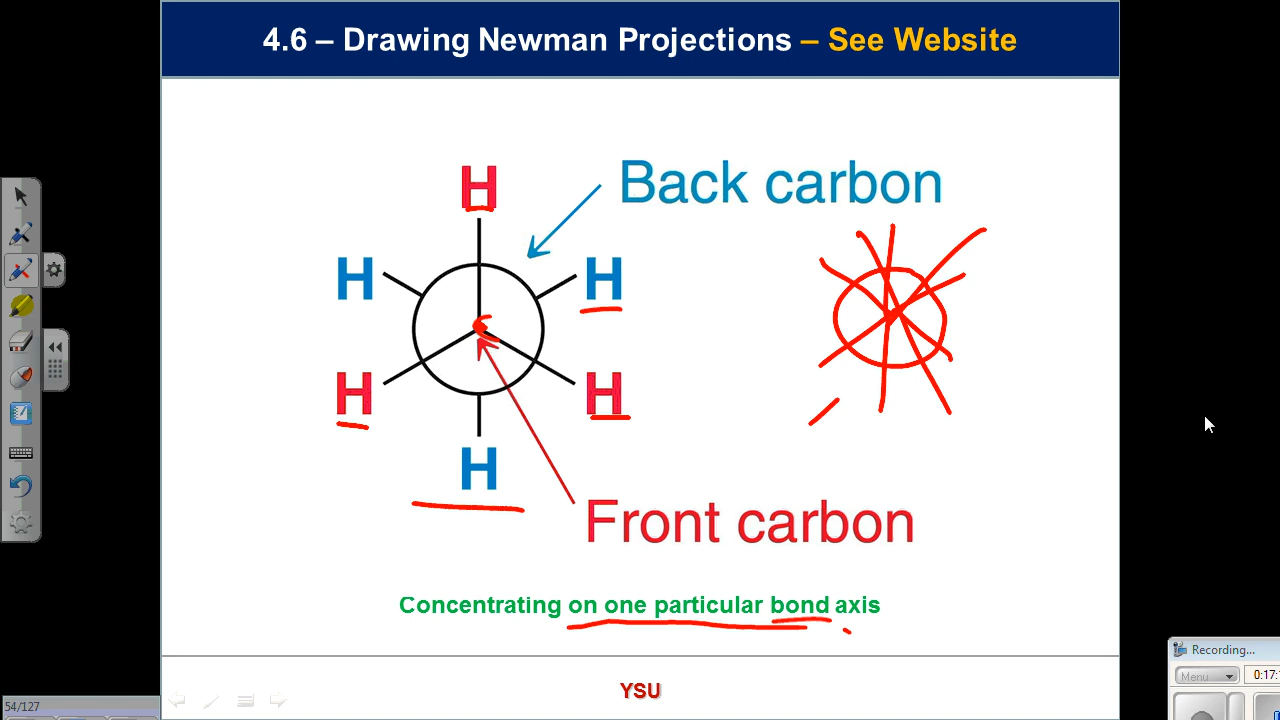 4.6 – Drawing Newman Projections – See Website
H
Back carbon
H
H
H
H
H
Front carbon
Concentrating on one particular bond axis
YSU
54/127
Recording...
Menu
0:17: